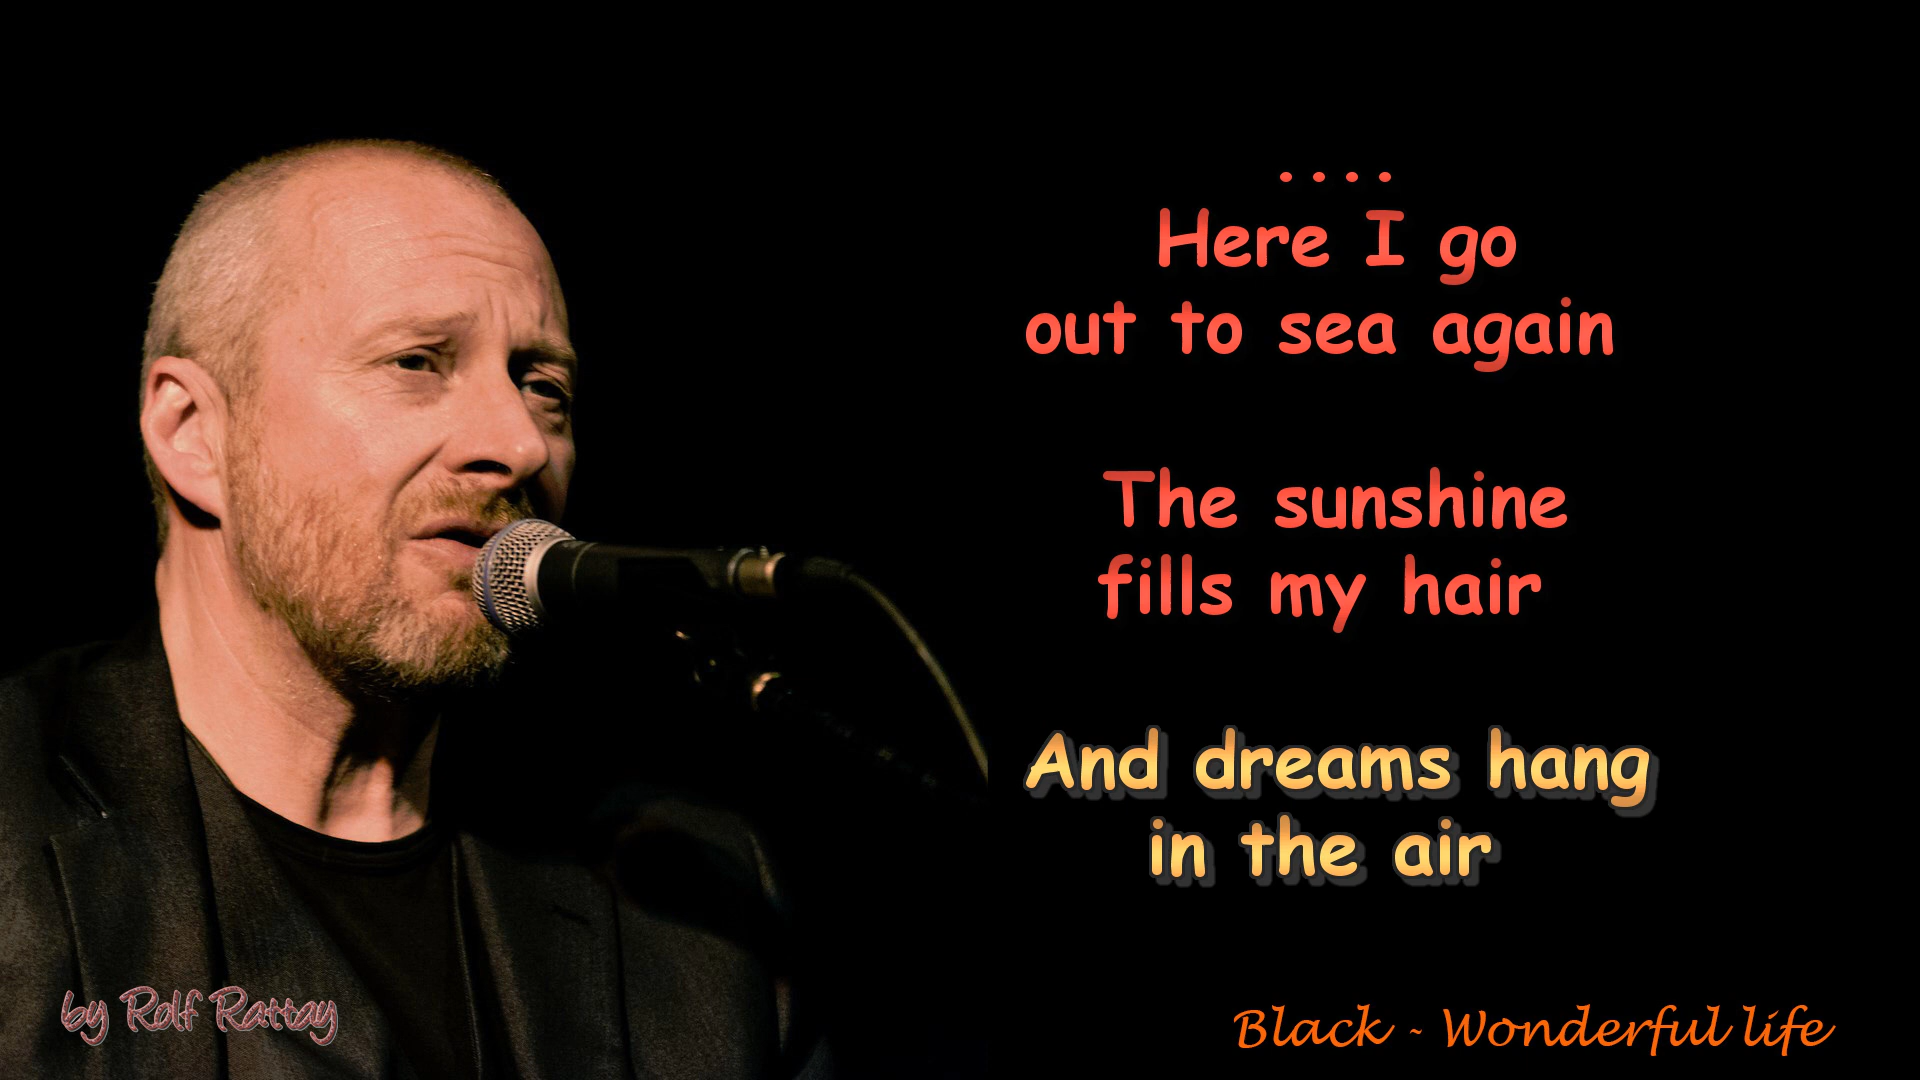 ....
Here I go
out to sea again
The sunshine
fills my hair
And dreams hang
in the air
by Rolf Rattay
Black - Wonderful life